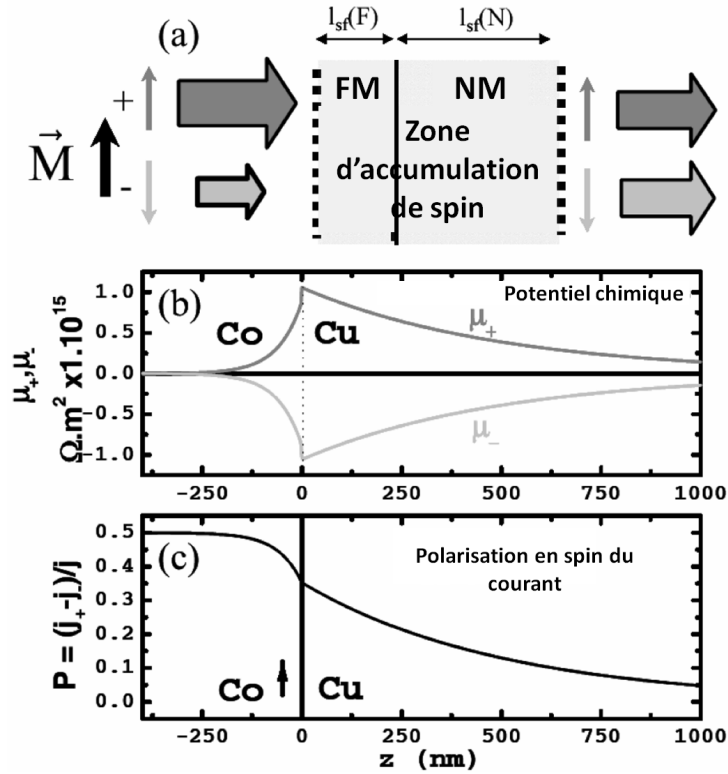 (a)
l_sf(F)
l_sf(N)
+
M
-
FM
NM
Zone
d'accumulation
de spin
(b)
Potentiel chimique
Co
Cu
μ+
μ-
μ+,μ-
Ω.m² x1.10^15
1.0
0.5
0.0
-0.5
-1.0
-250
0
250
500
750
1000
(c)
Polarisation en spin du
courant
P = (j+-j-)/j
0.5
0.4
0.3
0.2
0.1
0.0
Co
Cu
-250
0
250
500
750
1000
z (nm)